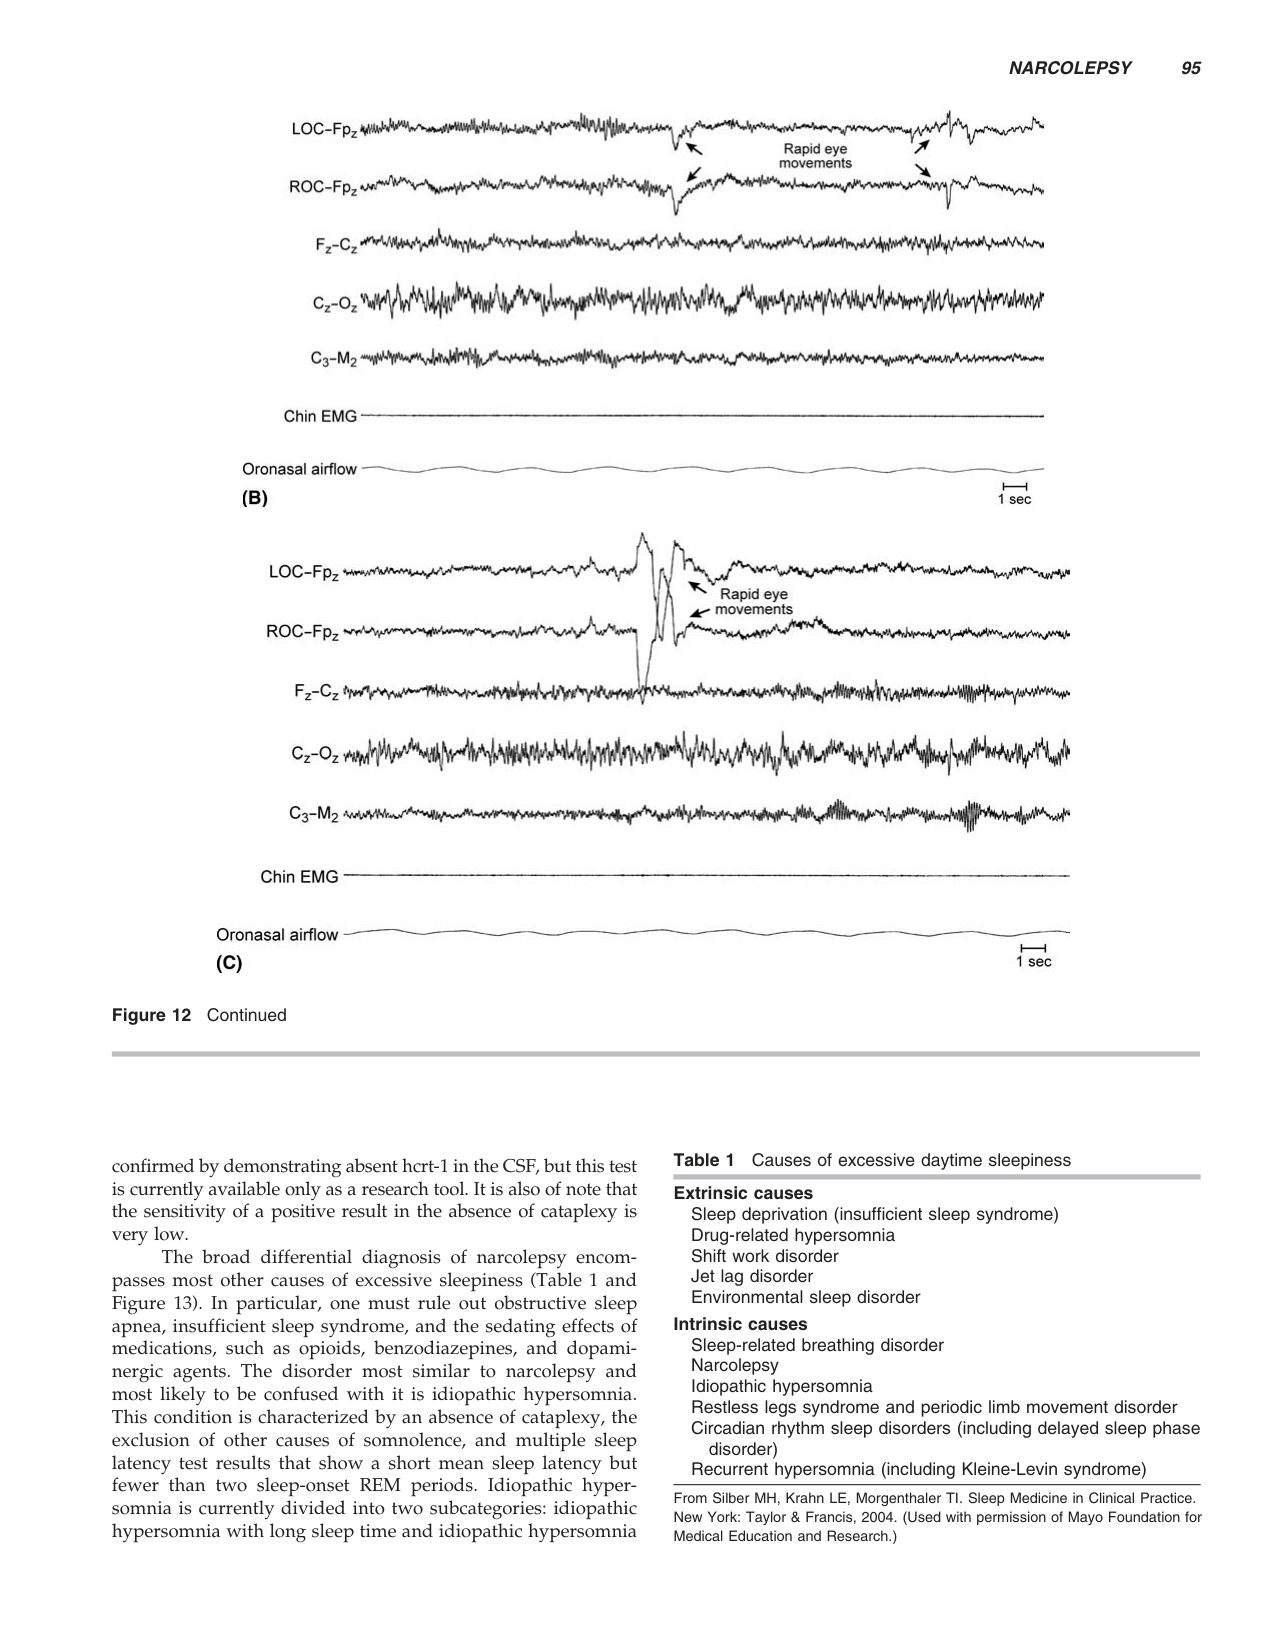 NARCOLEPSY 95
LOC–Fpz
Rapid eye
movements
ROC–Fpz
Fz–Cz
Cz–Oz
C3–M2
Chin EMG
Oronasal airflow
(B)
1 sec
LOC–Fpz
Rapid eye
movements
ROC–Fpz
Fz–Cz
Cz–Oz
C3–M2
Chin EMG
Oronasal airflow
(C)
1 sec
Figure 12 Continued
confirmed by demonstrating absent hcrt-1 in the CSF, but this test
is currently available only as a research tool. It is also of note that
the sensitivity of a positive result in the absence of cataplexy is
very low.
The broad differential diagnosis of narcolepsy encom-
passes most other causes of excessive sleepiness (Table 1 and
Figure 13). In particular, one must rule out obstructive sleep
apnea, insufficient sleep syndrome, and the sedating effects of
medications, such as opioids, benzodiazepines, and dopami-
nergic agents. The disorder most similar to narcolepsy and
most likely to be confused with it is idiopathic hypersomnia.
This condition is characterized by an absence of cataplexy, the
exclusion of other causes of somnolence, and multiple sleep
latency test results that show a short mean sleep latency but
fewer than two sleep-onset REM periods. Idiopathic hyper-
somnia is currently divided into two subcategories: idiopathic
hypersomnia with long sleep time and idiopathic hypersomnia
Table 1 Causes of excessive daytime sleepiness
Extrinsic causes
Sleep deprivation (insufficient sleep syndrome)
Drug-related hypersomnia
Shift work disorder
Jet lag disorder
Environmental sleep disorder
Intrinsic causes
Sleep-related breathing disorder
Narcolepsy
Idiopathic hypersomnia
Restless legs syndrome and periodic limb movement disorder
Circadian rhythm sleep disorders (including delayed sleep phase
disorder)
Recurrent hypersomnia (including Kleine-Levin syndrome)
From Silber MH, Krahn LE, Morgenthaler TI. Sleep Medicine in Clinical Practice.
New York: Taylor & Francis, 2004. (Used with permission of Mayo Foundation for
Medical Education and Research.)